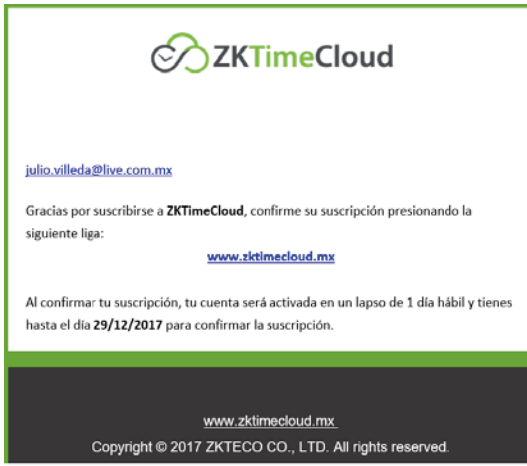 ZKTimeCloud
julio.villeda@live.com.mx
Gracias por suscribirse a ZKTimeCloud, confirme su suscripción presionando la
siguiente liga:
www.zktimecloud.mx
Al confirmar tu suscripción, tu cuenta será activada en un lapso de 1 día hábil y tienes
hasta el día 29/12/2017 para confirmar la suscripción.
www.zktimecloud.mx
Copyright © 2017 ZKTECO CO., LTD. All rights reserved.